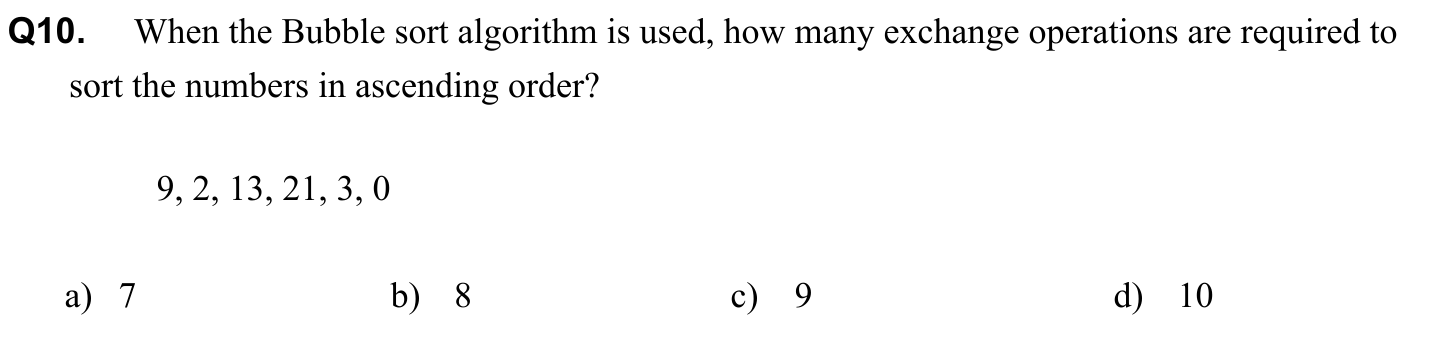 Q10. When the Bubble sort algorithm is used, how many exchange operations are required to
sort the numbers in ascending order?
9, 2, 13, 21, 3, 0
a) 7 b) 8 c) 9 d) 10